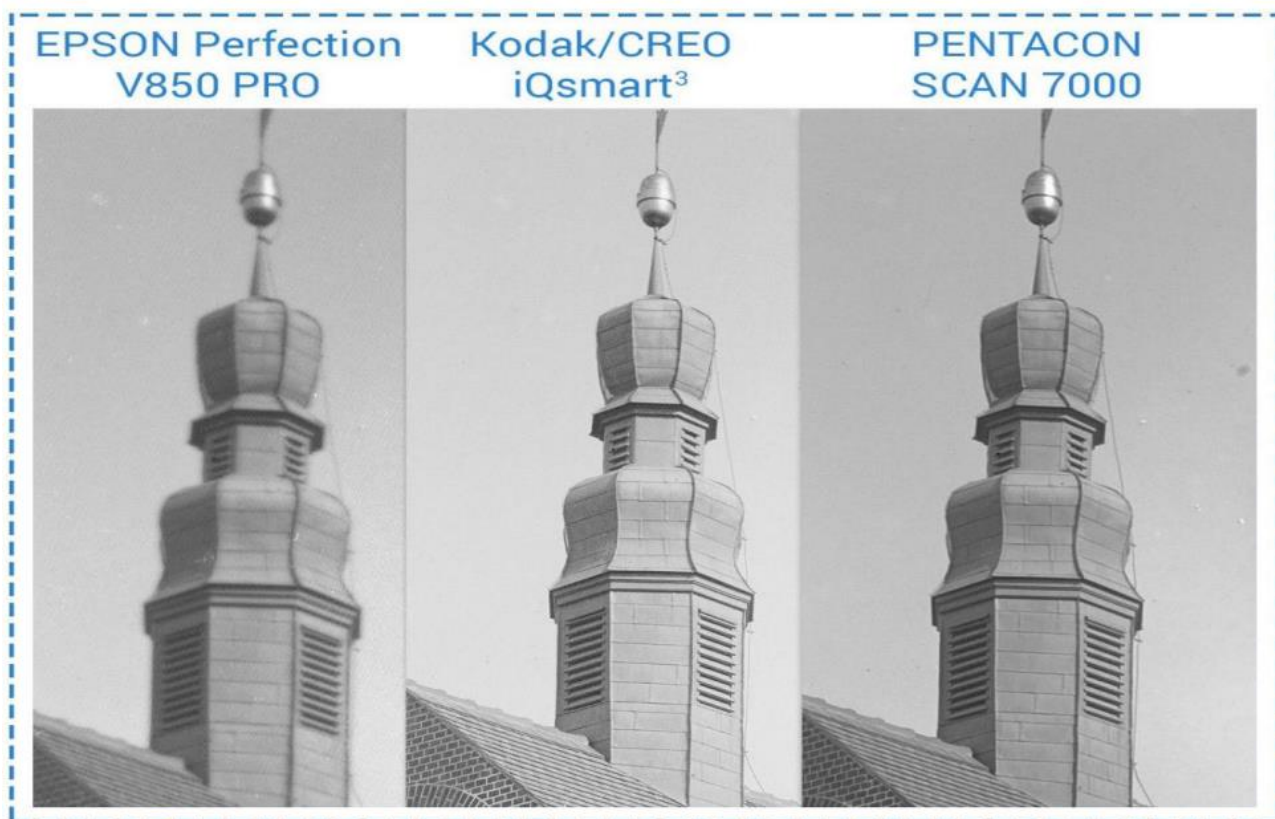 EPSON Perfection
V850 PRO
Kodak/CREO
iQsmart³
PENTACON
SCAN 7000